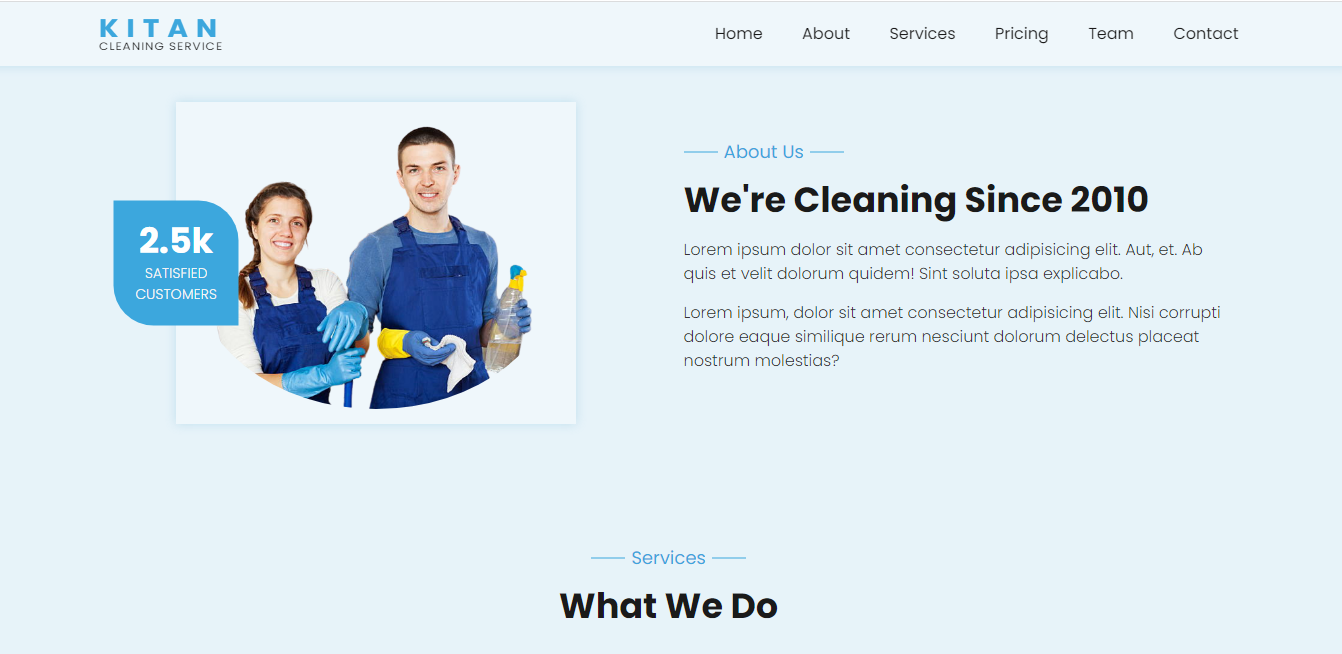 KITAN
CLEANING SERVICE
Home About Services Pricing Team Contact
2.5k
SATISFIED
CUSTOMERS
About Us
We're Cleaning Since 2010
Lorem ipsum dolor sit amet consectetur adipisicing elit. Aut, et. Ab
quis et velit dolorum quidem! Sint soluta ipsa explicabo.
Lorem ipsum, dolor sit amet consectetur adipisicing elit. Nisi corrupti
dolore eaque similique rerum nesciunt dolorum delectus placeat
nostrum molestias?
Services
What We Do